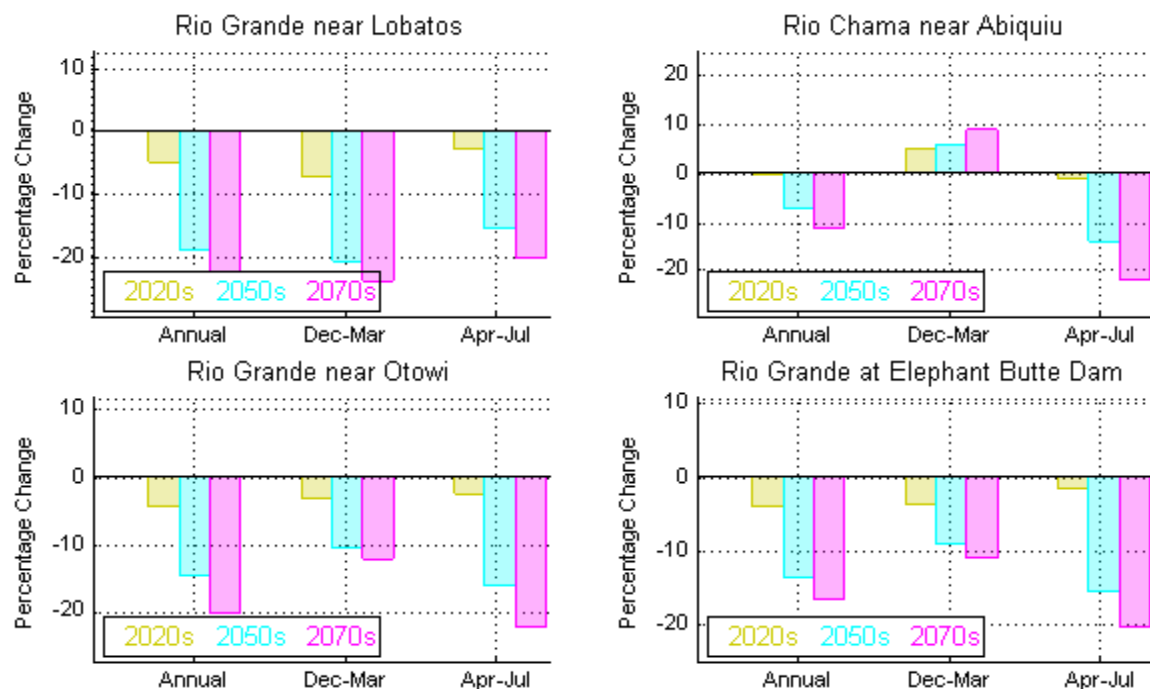 Rio Grande near Lobatos
Percentage Change
10
0
-10
-20
2020s 2050s 2070s
Annual Dec-Mar Apr-Jul
Rio Chama near Abiquiu
Percentage Change
20
10
0
-10
-20
2020s 2050s 2070s
Annual Dec-Mar Apr-Jul
Rio Grande near Otowi
Percentage Change
10
0
-10
-20
2020s 2050s 2070s
Annual Dec-Mar Apr-Jul
Rio Grande at Elephant Butte Dam
Percentage Change
10
0
-10
-20
2020s 2050s 2070s
Annual Dec-Mar Apr-Jul